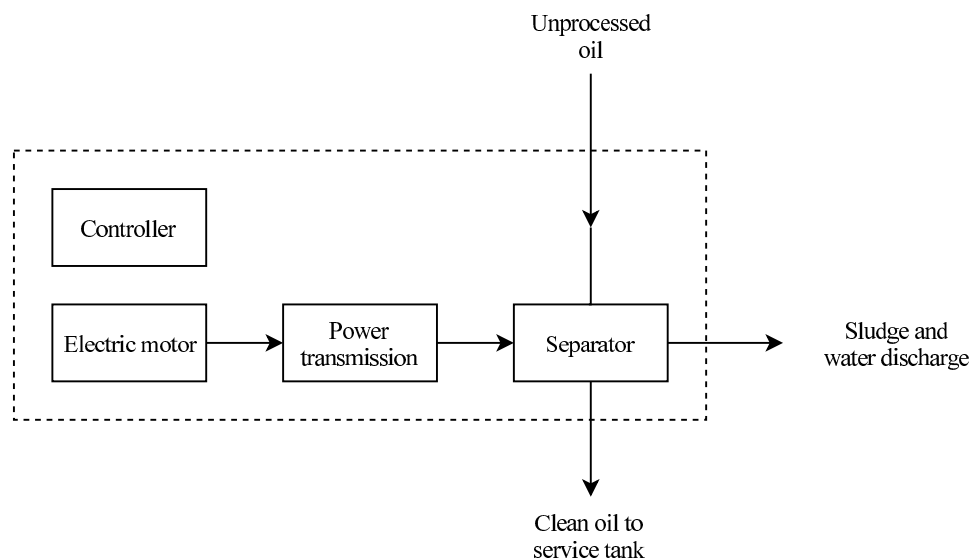 Unprocessed
oil
Controller
Electric motor
Power
transmission
Separator
Sludge and
water discharge
Clean oil to
service tank